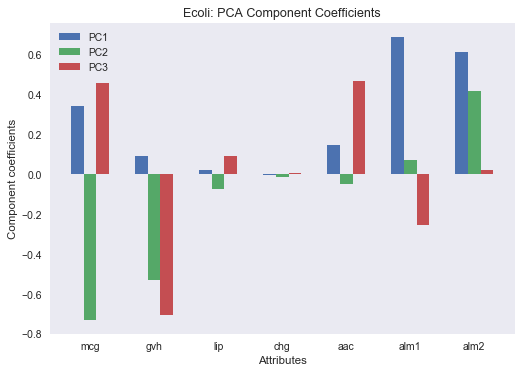 Ecoli: PCA Component Coefficients
PC1
PC2
PC3
Component coefficients
0.6
0.4
0.2
0.0
−0.2
−0.4
−0.6
−0.8
mcg gvh lip chg aac alm1 alm2
Attributes